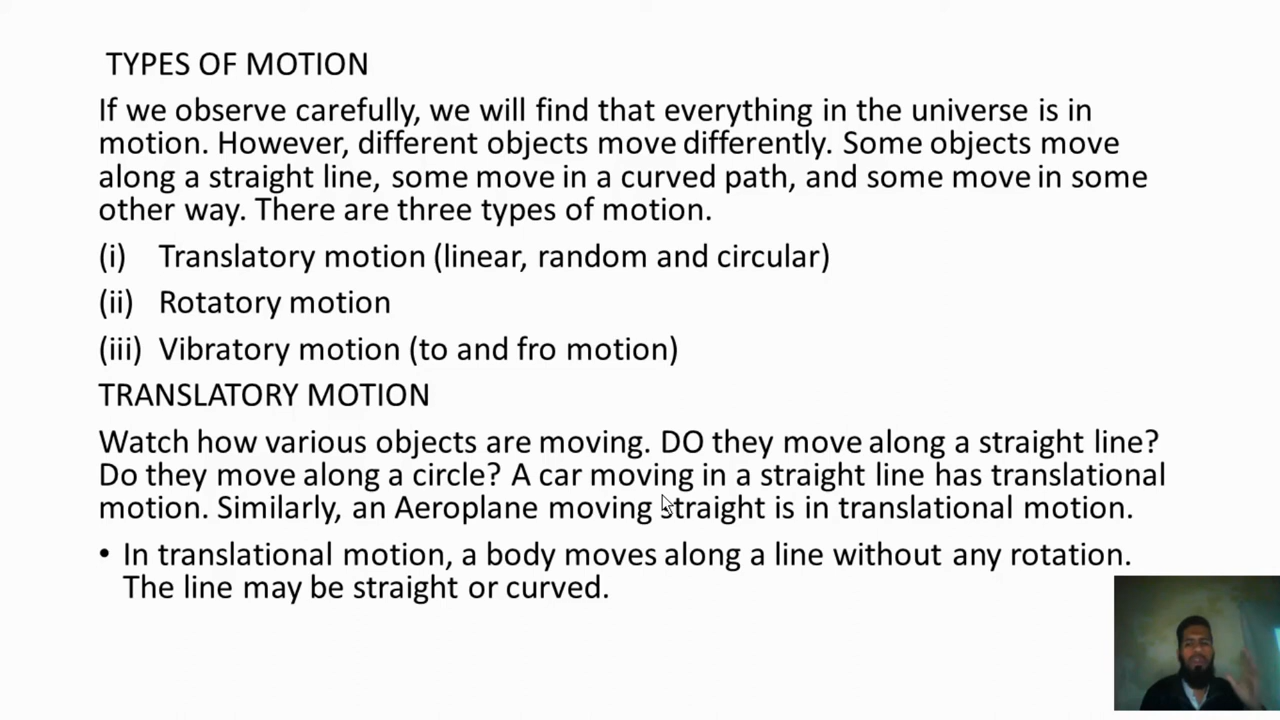 TYPES OF MOTION
If we observe carefully, we will find that everything in the universe is in
motion. However, different objects move differently. Some objects move
along a straight line, some move in a curved path, and some move in some
other way. There are three types of motion.
(i) Translatory motion (linear, random and circular)
(ii) Rotatory motion
(iii) Vibratory motion (to and fro motion)
TRANSLATORY MOTION
Watch how various objects are moving. DO they move along a straight line?
Do they move along a circle? A car moving in a straight line has translational
motion. Similarly, an Aeroplane moving straight is in translational motion.
• In translational motion, a body moves along a line without any rotation.
The line may be straight or curved.